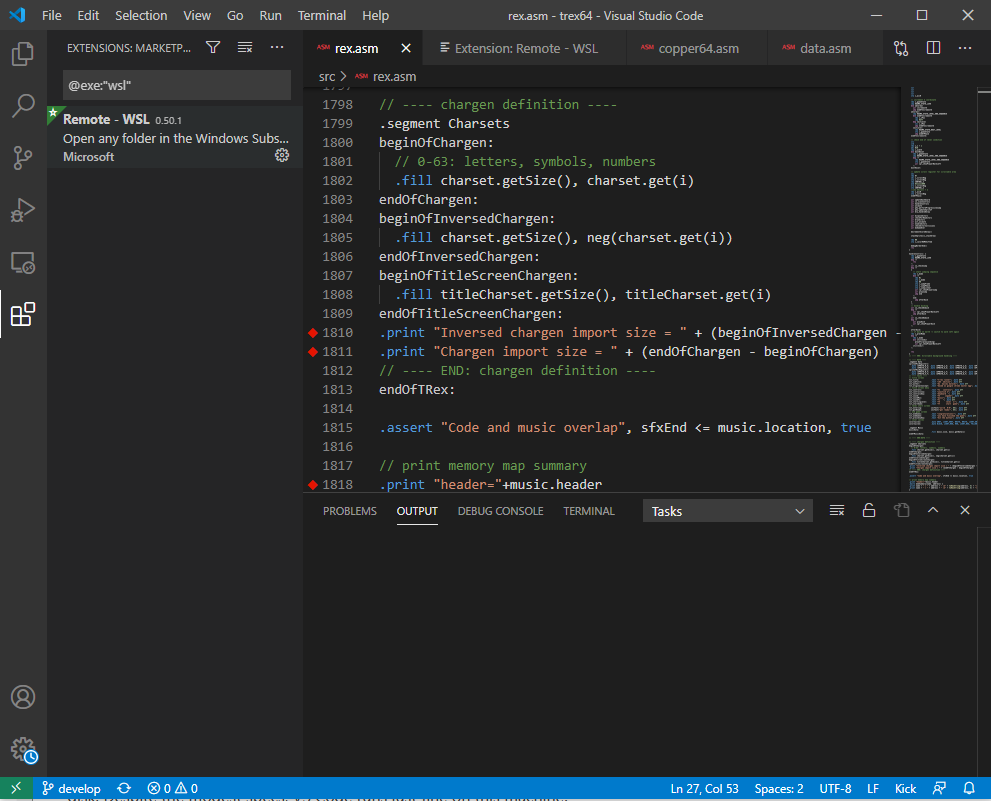 File Edit Selection View Go Run Terminal Help rex.asm - trex64 - Visual Studio Code
EXTENSIONS: MARKETP... ···
ASM rex.asm Extension: Remote - WSL ASM copper64.asm ASM data.asm ···
@exe:"wsl"
Remote - WSL 0.50.1
Open any folder in the Windows Subs...
Microsoft
src > ASM rex.asm
1797
1798 // ---- chargen definition ----
1799 .segment Charsets
1800 beginOfChargen:
1801 // 0-63: letters, symbols, numbers
1802 .fill charset.getSize(), charset.get(i)
1803 endOfChargen:
1804 beginOfInversedChargen:
1805 .fill charset.getSize(), neg(charset.get(i))
1806 endOfInversedChargen:
1807 beginOfTitleScreenChargen:
1808 .fill titleCharset.getSize(), titleCharset.get(i)
1809 endOfTitleScreenChargen:
1810 .print "Inversed chargen import size = " + (beginOfInversedChargen -
1811 .print "Chargen import size = " + (endOfChargen - beginOfChargen)
1812 // ---- END: chargen definition ----
1813 endOfTRex:
1814
1815 .assert "Code and music overlap", sfxEnd <= music.location, true
1816
1817 // print memory map summary
1818 .print "header="+music.header
PROBLEMS OUTPUT DEBUG CONSOLE TERMINAL Tasks
develop 0 0 Ln 27, Col 53 Spaces: 2 UTF-8 LF Kick